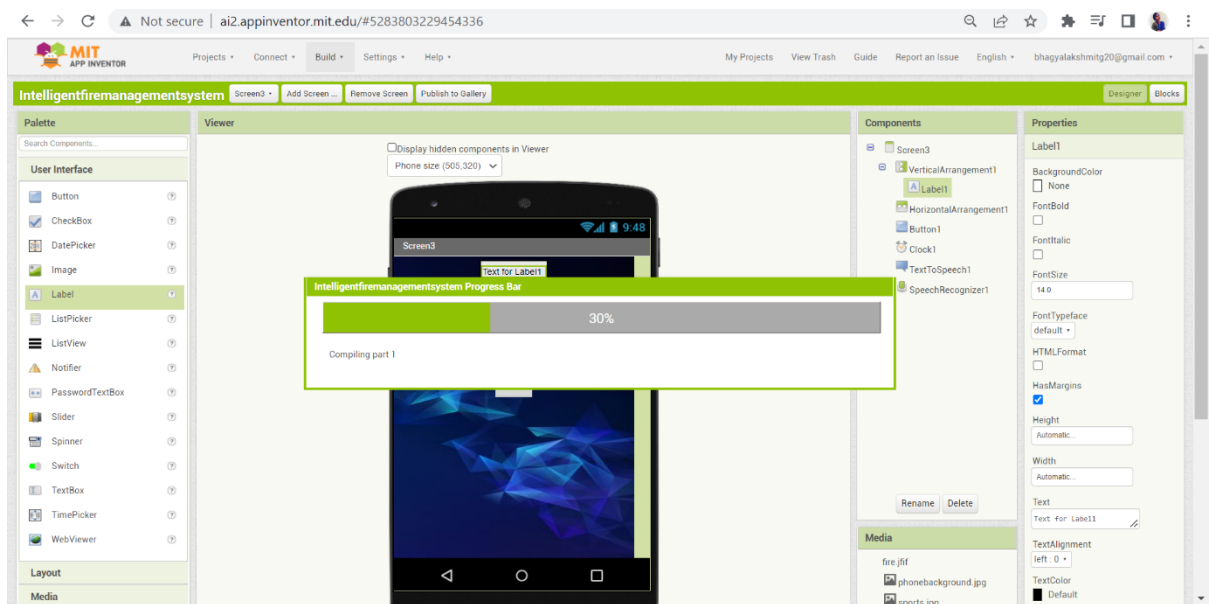 Not secure | ai2.appinventor.mit.edu/#5283803229454336
MIT
APP INVENTOR
Projects Connect Build Settings Help My Projects View Trash Guide Report an Issue English bhagyalakshmitg20@gmail.com
Intelligentfiremanagementsystem Screen3 Add Screen ... Remove Screen Publish to Gallery Designer Blocks
Palette
Search Components...
User Interface
Button
CheckBox
DatePicker
Image
Label
ListPicker
ListView
Notifier
PasswordTextBox
Slider
Spinner
Switch
TextBox
TimePicker
WebViewer
Layout
Media
Viewer
Display hidden components in Viewer
Phone size (505,320)
9:48
Screen3
Text for Label1
Intelligentfiremanagementsystem Progress Bar
30%
Compiling part 1
Components
Screen3
VerticalArrangement1
A Label1
HorizontalArrangement1
Button1
Clock1
TextToSpeech1
SpeechRecognizer1
Rename Delete
Media
fire.jfif
phonebackground.jpg
sports.jpg
Properties
Label1
BackgroundColor
None
FontBold
FontItalic
FontSize
14.0
FontTypeface
default
HTMLFormat
HasMargins
Height
Automatic...
Width
Automatic...
Text
Text for Label1
TextAlignment
left : 0
TextColor
Default